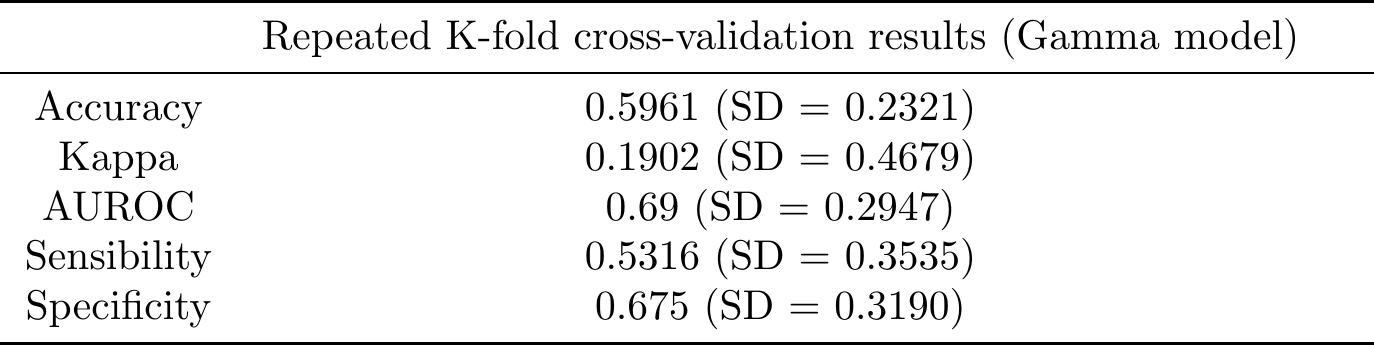 Repeated K-fold cross-validation results (Gamma model)
Accuracy 0.5961 (SD = 0.2321)
Kappa 0.1902 (SD = 0.4679)
AUROC 0.69 (SD = 0.2947)
Sensibility 0.5316 (SD = 0.3535)
Specificity 0.675 (SD = 0.3190)